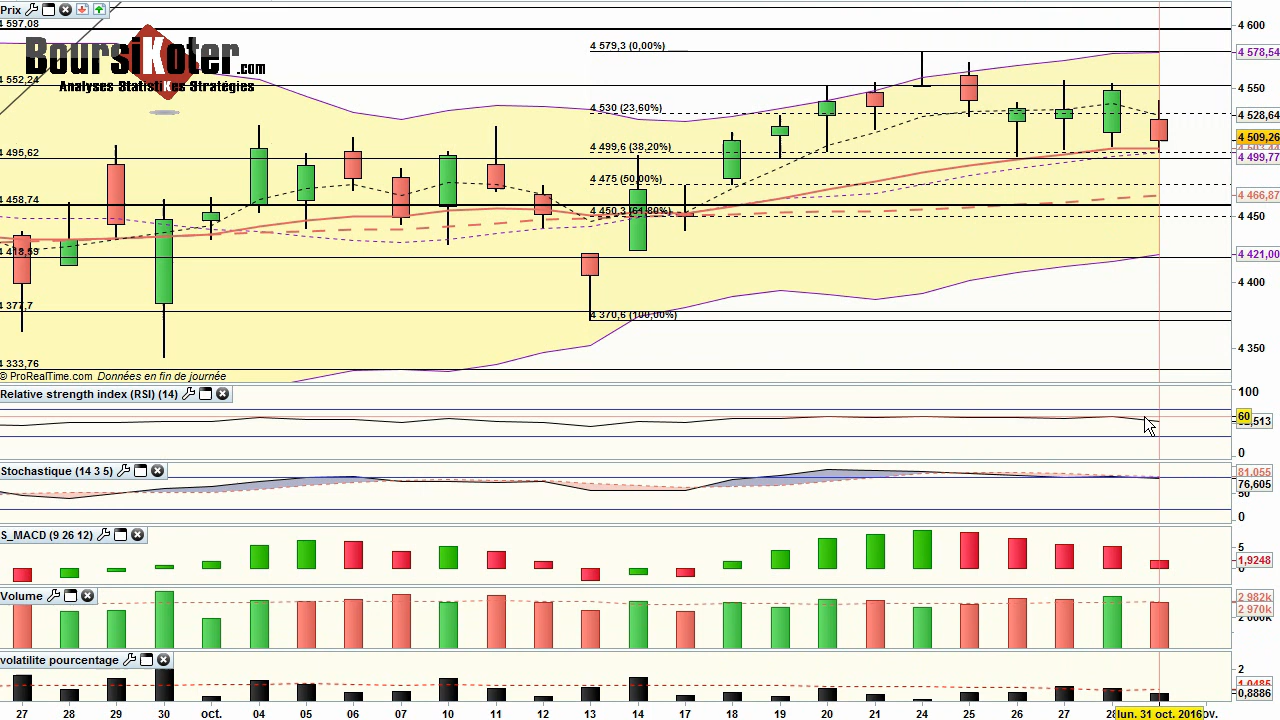 Prix
4 597,08
BoursiKoter.com
Analyses StatistiKes Stratégies
4 552,24
4 495,62
4 458,74
4 418,59
4 377,7
4 333,76
4 579,3 (0,00%)
4 530 (23,60%)
4 499,6 (38,20%)
4 475 (50,00%)
4 450,3 (61,80%)
4 370,6 (100,00%)
4 600
4 578,54
4 550
4 528,64
4 509,26
4 499,77
4 466,87
4 450
4 421,00
4 400
4 350
© ProRealTime.com Données en fin de journée
Relative strength index (RSI) (14)
100
60
,513
0
Stochastique (14 3 5)
81,055
76,605
50
0
S_MACD (9 26 12)
5
1,9248
Volume
2 982k
2 970k
volatilite pourcentage
2
1,0485
0,8886
27 28 29 30 oct. 04 05 06 07 10 11 12 13 14 17 18 19 20 21 24 25 26 27 28 lun. 31 oct. 2016 ov.